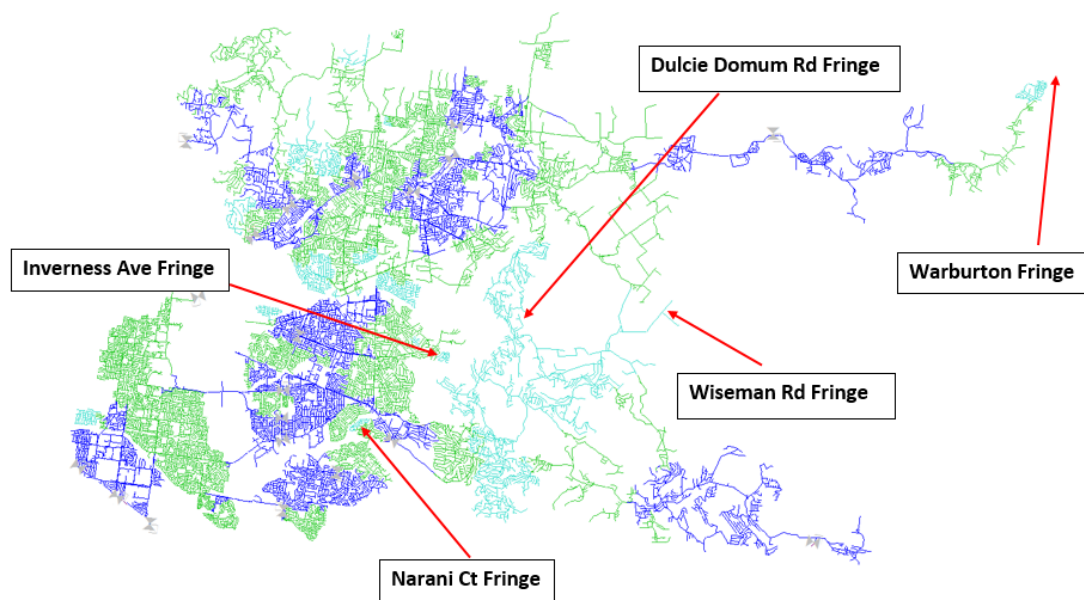 Dulcie Domum Rd Fringe
Inverness Ave Fringe
Warburton Fringe
Wiseman Rd Fringe
Narani Ct Fringe